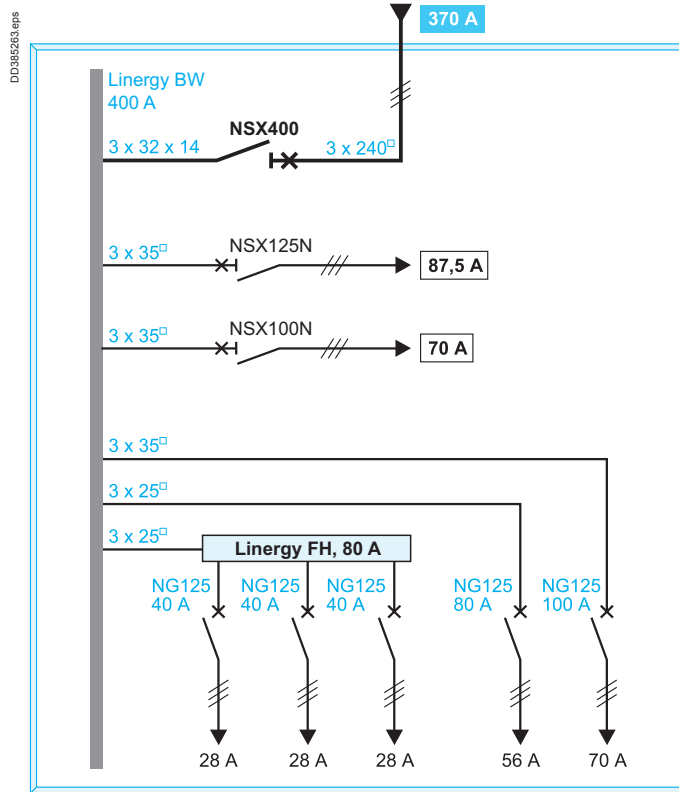 DD385263.eps
370 A
Linergy BW
400 A
NSX400
3 x 32 x 14
3 x 240□
3 x 35□
NSX125N
87,5 A
3 x 35□
NSX100N
70 A
3 x 35□
3 x 25□
3 x 25□
Linergy FH, 80 A
NG125
40 A
NG125
40 A
NG125
40 A
NG125
80 A
NG125
100 A
28 A
28 A
28 A
56 A
70 A